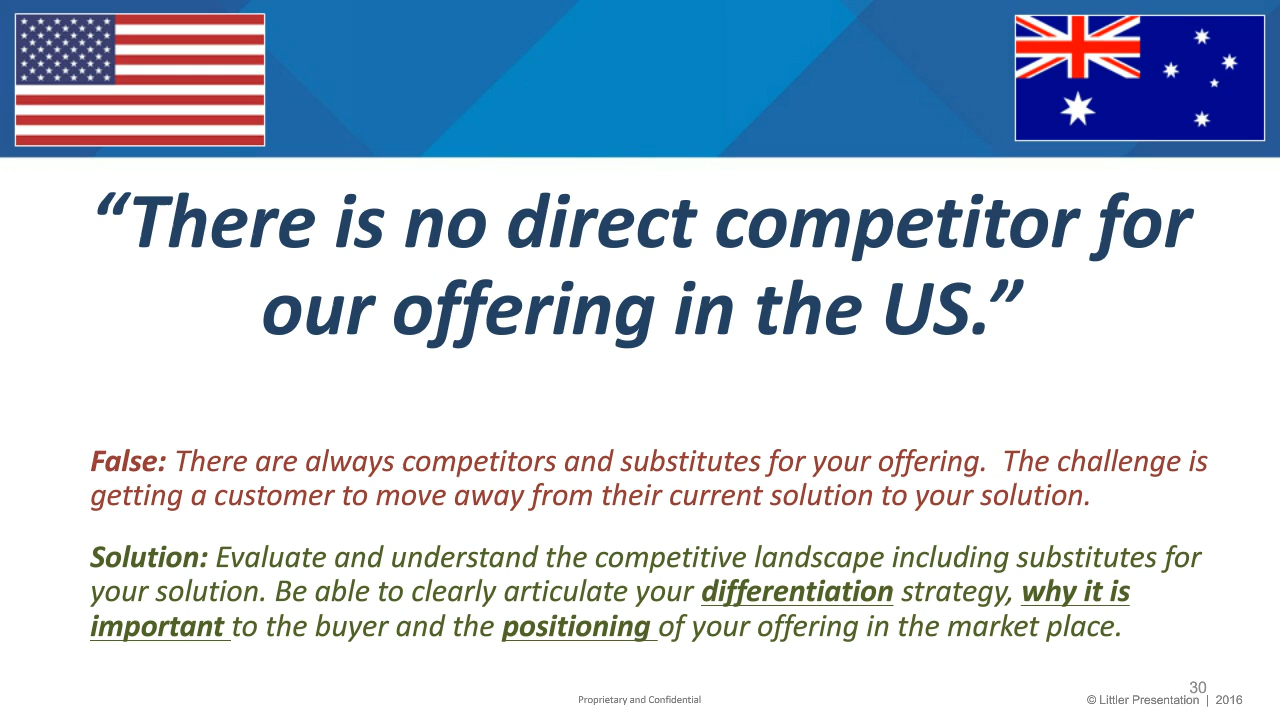 “There is no direct competitor for
our offering in the US.”
False: There are always competitors and substitutes for your offering.  The challenge is
getting a customer to move away from their current solution to your solution.
Solution: Evaluate and understand the competitive landscape including substitutes for
your solution. Be able to clearly articulate your differentiation strategy, why it is
important to the buyer and the positioning of your offering in the market place.
30
Proprietary and Confidential
© Littler Presentation | 2016